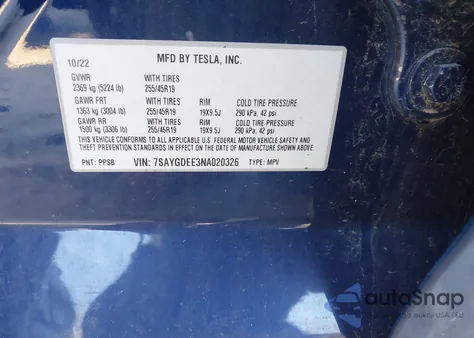 10/22 MFD BY TESLA, INC.
GVWR WITH TIRES
2369 kg (5224 lb) 255/45R19
GAWR FRT WITH TIRES RIM COLD TIRE PRESSURE
1363 kg (3004 lb) 255/45R19 19X9.5J 290 kPa, 42 psi
GAWR RR WITH TIRES RIM COLD TIRE PRESSURE
1500 kg (3306 lb) 255/45R19 19X9.5J 290 kPa, 42 psi
THIS VEHICLE CONFORMS TO ALL APPLICABLE U.S. FEDERAL MOTOR VEHICLE SAFETY AND
THEFT PREVENTION STANDARDS IN EFFECT ON THE DATE OF MANUFACTURE SHOWN ABOVE.
PNT: PPSB VIN: 7SAYGDEE3NA020326 TYPE: MPV
autoSnap